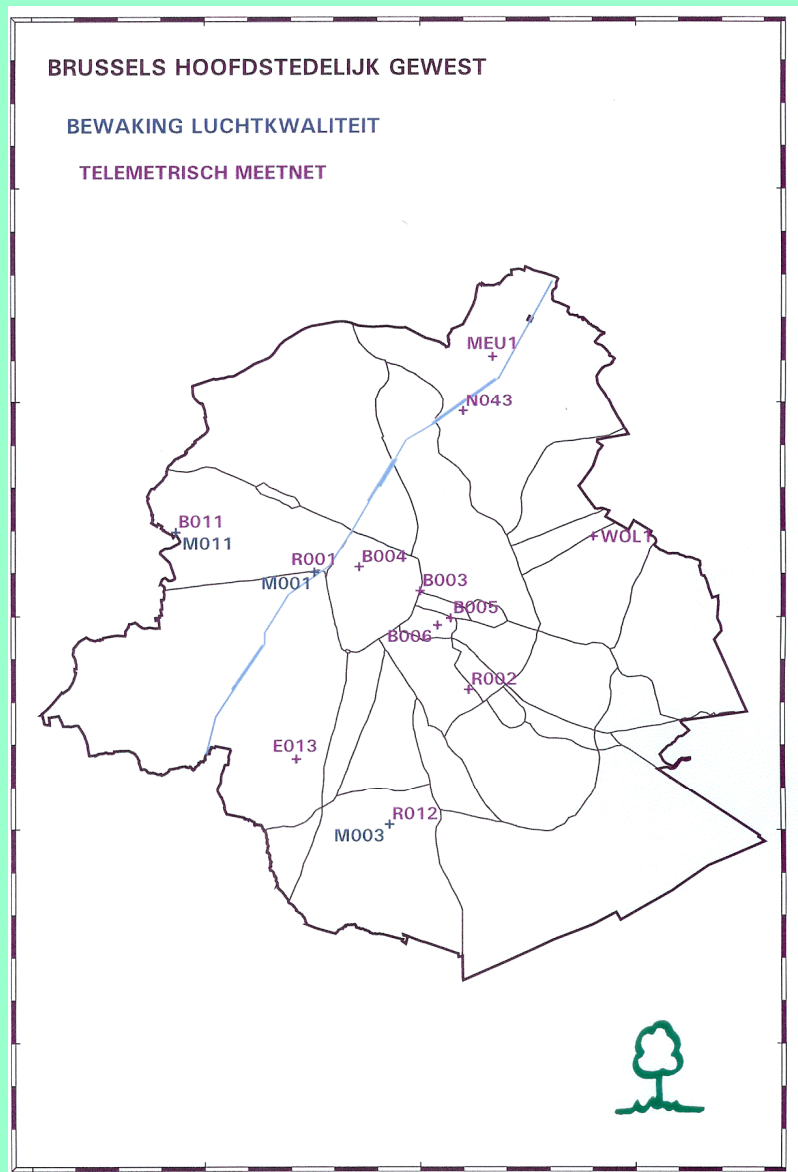 BRUSSELS HOOFDSTEDELIJK GEWEST
BEWAKING LUCHTKWALITEIT
TELEMETRISCH MEETNET
MEU1
N043
B011
M011
WOL1
R001
M001
B004
B003
B005
B006
R002
E013
R012
M003